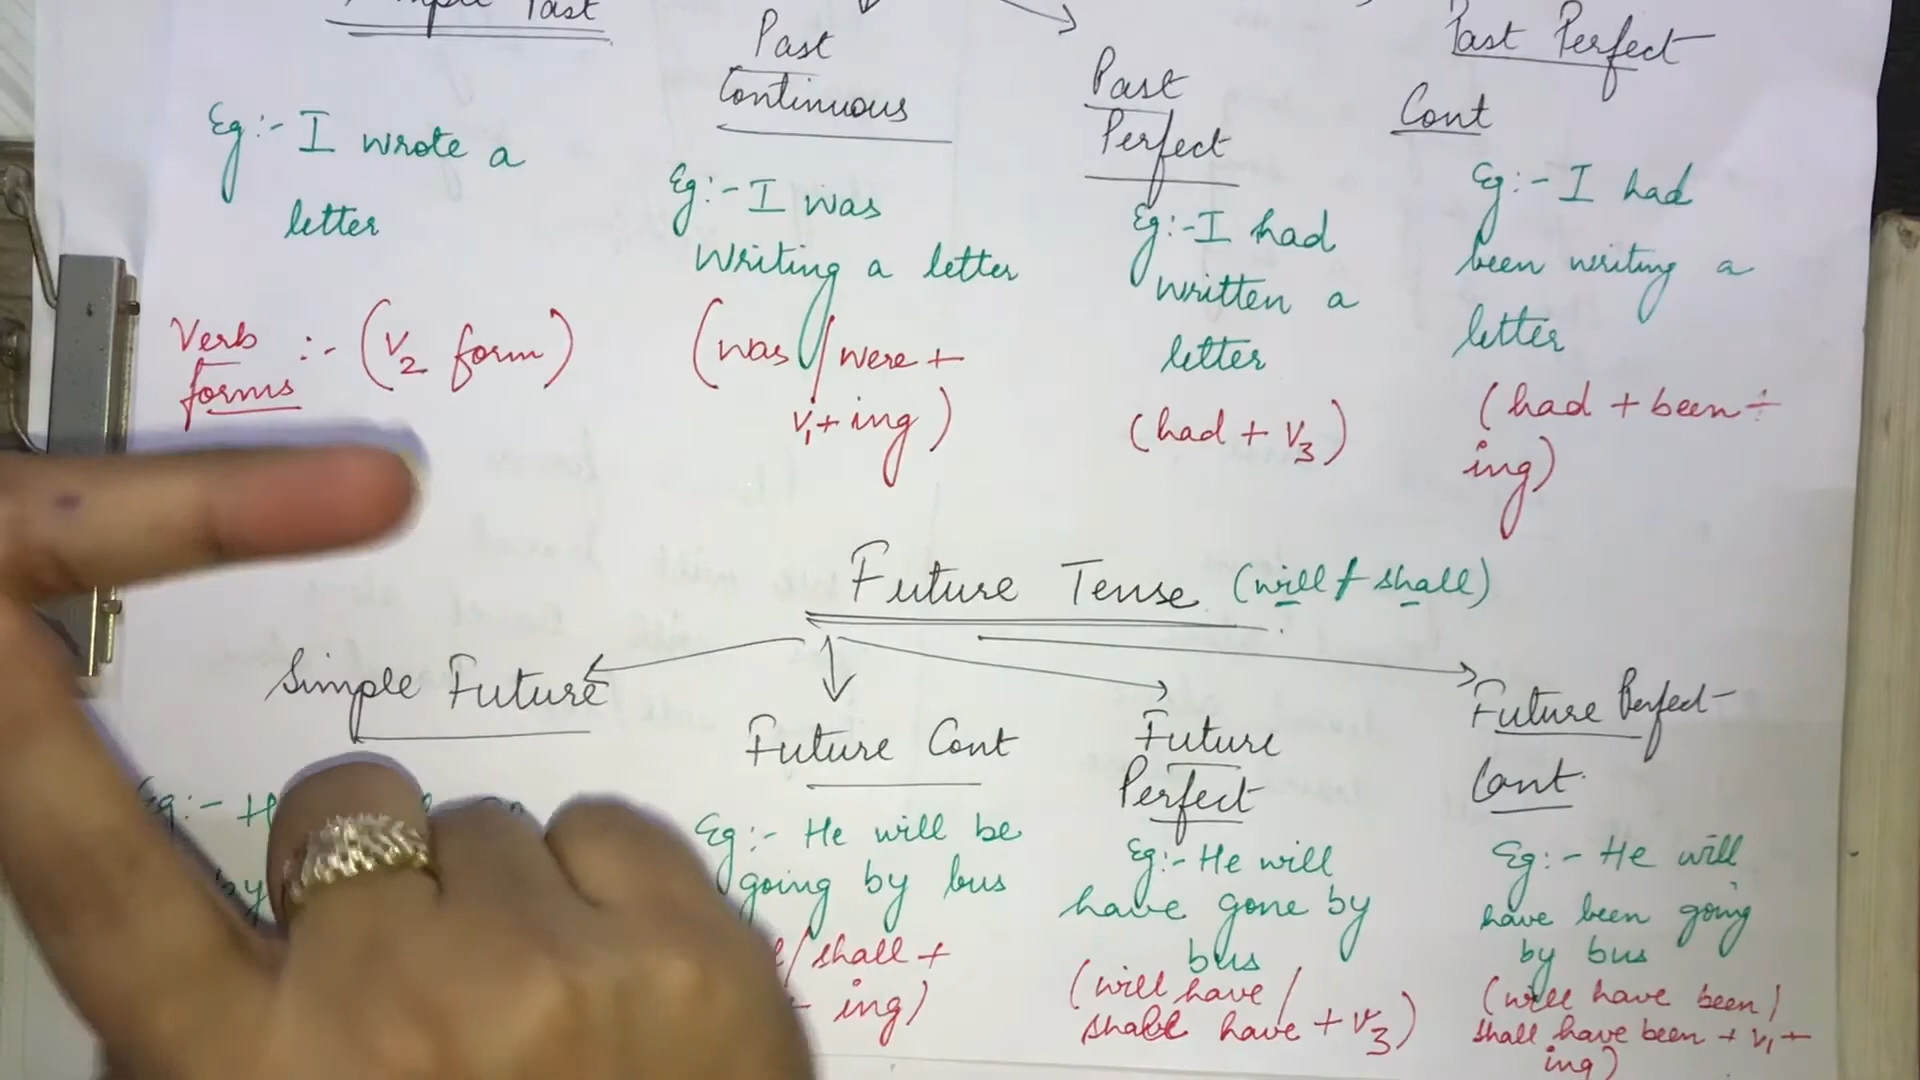 Simple Past
Past
Continuous
Past
Perfect
Past Perfect
Cont
Eg:- I wrote a
letter
Eg:- I was
writing a letter
Eg:- I had
written a
letter
Eg:- I had
been writing a
letter
Verb
forms :- (V2 form)
(was / were +
V1 + ing)
(had + V3)
(had + been +
ing)
Future Tense (will / shall)
Simple Future
Future Cont
Future
Perfect
Future Perfect
Cont
Eg:-
by
Eg:- He will be
going by bus
/ shall +
ing)
Eg:- He will
have gone by
bus
(will have /
shall have + V3)
Eg:- He will
have been going
by bus
(will have been /
shall have been + V1 +
ing)